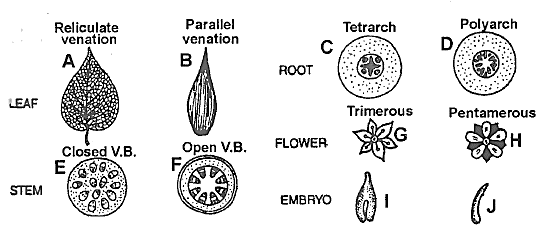 Reliculate
venation
Parallel
venation
A
B
LEAF
Closed V.B.
Open V.B.
E
F
STEM
Tetrarch
Polyarch
C
D
ROOT
Trimerous
Pentamerous
G
H
FLOWER
EMBRYO
I
J